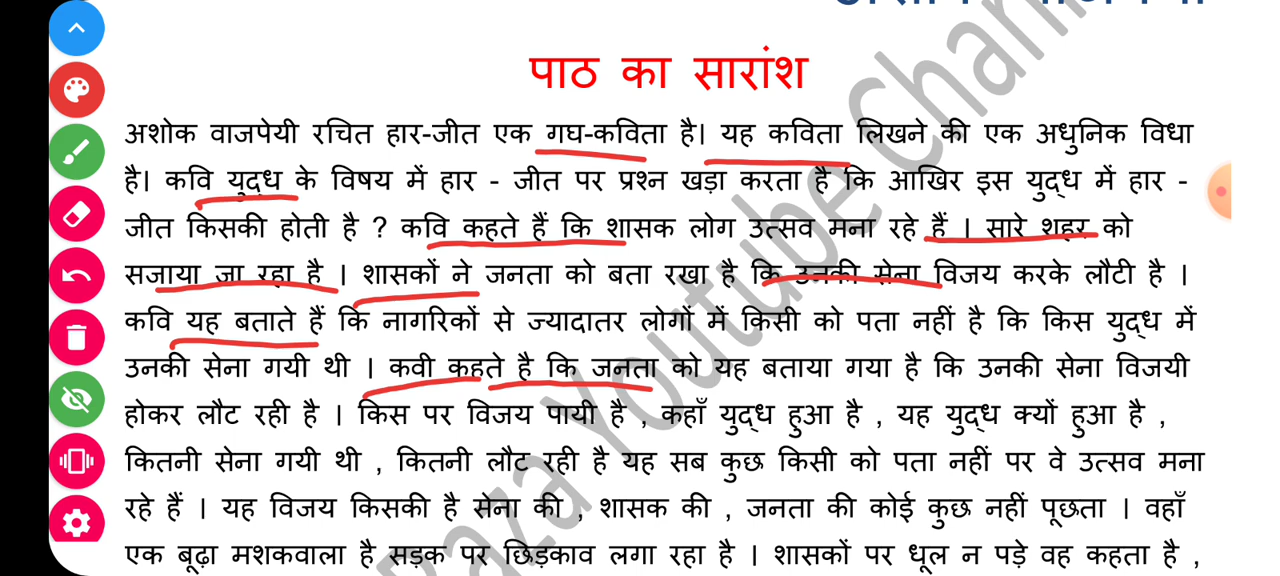 पाठ का सारांश
अशोक वाजपेयी रचित हार-जीत एक गघ-कविता है। यह कविता लिखने की एक अधुनिक विधा
है। कवि युद्ध के विषय में हार - जीत पर प्रश्न खड़ा करता है कि आखिर इस युद्ध में हार -
जीत किसकी होती है ? कवि कहते हैं कि शासक लोग उत्सव मना रहे हैं । सारे शहर को
सजाया जा रहा है । शासकों ने जनता को बता रखा है कि उनकी सेना विजय करके लौटी है ।
कवि यह बताते हैं कि नागरिकों से ज्यादातर लोगों में किसी को पता नहीं है कि किस युद्ध में
उनकी सेना गयी थी । कवी कहते है कि जनता को यह बताया गया है कि उनकी सेना विजयी
होकर लौट रही है । किस पर विजय पायी है , कहाँ युद्ध हुआ है , यह युद्ध क्यों हुआ है ,
कितनी सेना गयी थी , कितनी लौट रही है यह सब कुछ किसी को पता नहीं पर वे उत्सव मना
रहे हैं । यह विजय किसकी है सेना की , शासक की , जनता की कोई कुछ नहीं पूछता । वहाँ
एक बूढ़ा मशकवाला है सड़क पर छिड़काव लगा रहा है । शासकों पर धूल न पड़े वह कहता है ,
Raza Youtube Chann